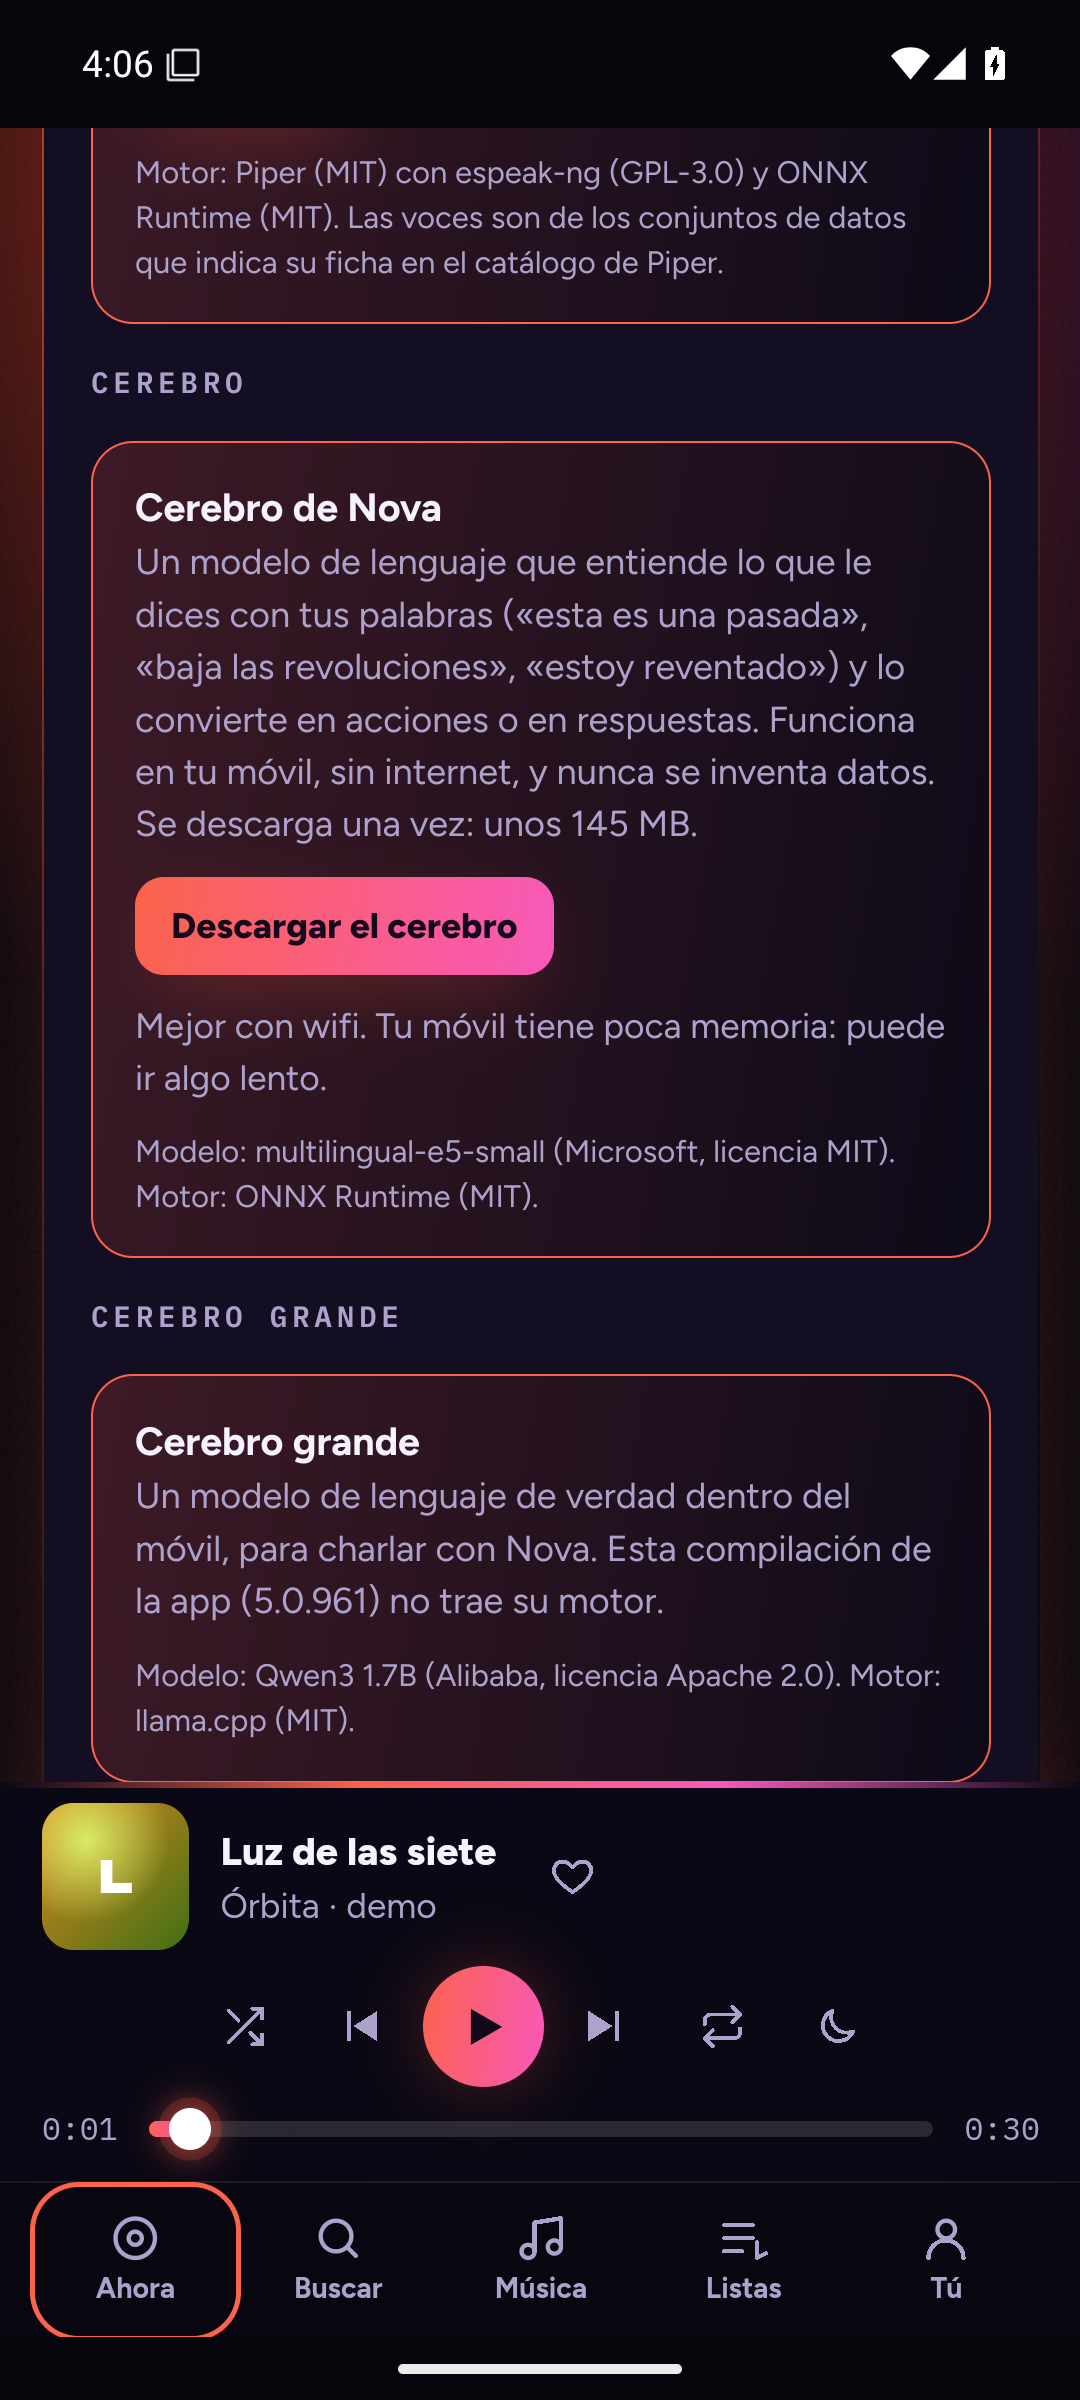 4:06
Motor: Piper (MIT) con espeak-ng (GPL-3.0) y ONNX
Runtime (MIT). Las voces son de los conjuntos de datos
que indica su ficha en el catálogo de Piper.
CEREBRO
Cerebro de Nova
Un modelo de lenguaje que entiende lo que le
dices con tus palabras («esta es una pasada»,
«baja las revoluciones», «estoy reventado») y lo
convierte en acciones o en respuestas. Funciona
en tu móvil, sin internet, y nunca se inventa datos.
Se descarga una vez: unos 145 MB.
Descargar el cerebro
Mejor con wifi. Tu móvil tiene poca memoria: puede
ir algo lento.
Modelo: multilingual-e5-small (Microsoft, licencia MIT).
Motor: ONNX Runtime (MIT).
CEREBRO GRANDE
Cerebro grande
Un modelo de lenguaje de verdad dentro del
móvil, para charlar con Nova. Esta compilación de
la app (5.0.961) no trae su motor.
Modelo: Qwen3 1.7B (Alibaba, licencia Apache 2.0). Motor:
llama.cpp (MIT).
L
Luz de las siete
Órbita · demo
0:01
0:30
Ahora
Buscar
Música
Listas
Tú